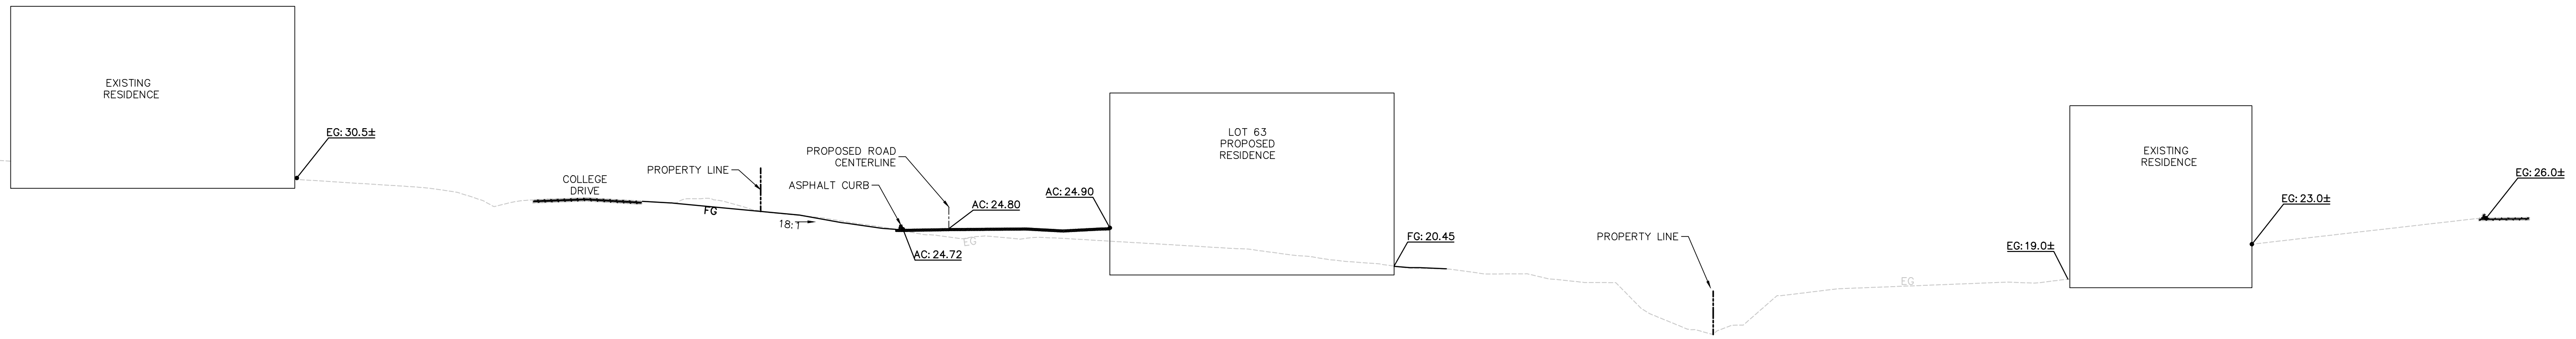 EXISTING
RESIDENCE
EG: 30.5±
COLLEGE
DRIVE
PROPERTY LINE
FG
18:1
PROPOSED ROAD
CENTERLINE
ASPHALT CURB
AC: 24.72
AC: 24.80
EG
AC: 24.90
LOT 63
PROPOSED
RESIDENCE
FG: 20.45
PROPERTY LINE
EG
EG: 19.0±
EXISTING
RESIDENCE
EG: 23.0±
EG: 26.0±